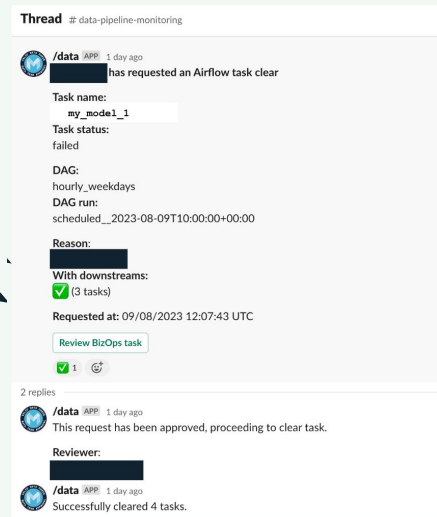 Thread # data-pipeline-monitoring
/data APP 1 day ago
has requested an Airflow task clear
Task name:
my_model_1
Task status:
failed
DAG:
hourly_weekdays
DAG run:
scheduled__2023-08-09T10:00:00+00:00
Reason:
With downstreams:
(3 tasks)
Requested at: 09/08/2023 12:07:43 UTC
Review BizOps task
1
2 replies
/data APP 1 day ago
This request has been approved, proceeding to clear task.
Reviewer:
/data APP 1 day ago
Successfully cleared 4 tasks.